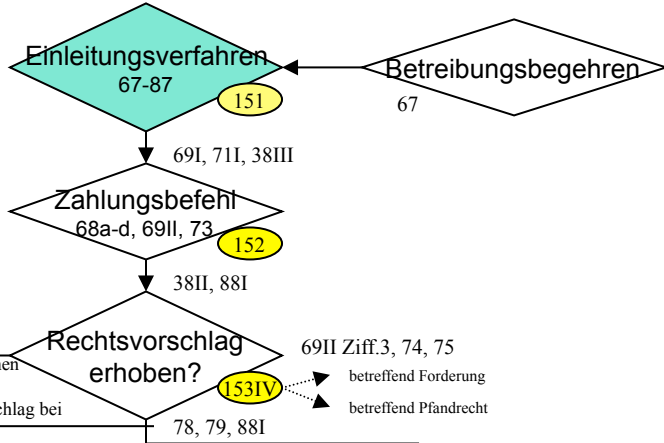 Einleitungsverfahren
67-87
151
Betreibungsbegehren
67
69I, 71I, 38III
Zahlungsbefehl
68a-d, 69II, 73
152
38II, 88I
Rechtsvorschlag
erhoben?
153IV
69II Ziff.3, 74, 75
betreffend Forderung
betreffend Pfandrecht
78, 79, 88I